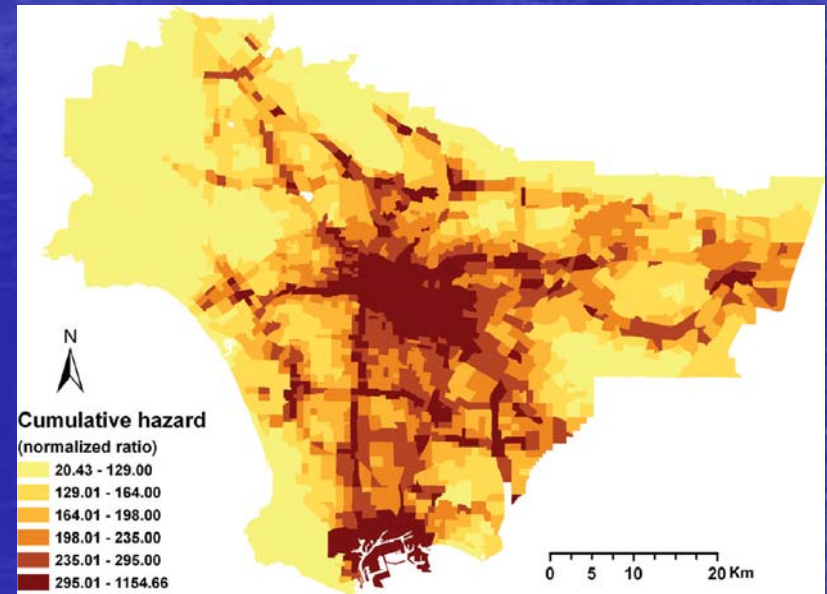 N
Cumulative hazard
(normalized ratio)
20.43 - 129.00
129.01 - 164.00
164.01 - 198.00
198.01 - 235.00
235.01 - 295.00
295.01 - 1154.66
0 5 10 20 Km